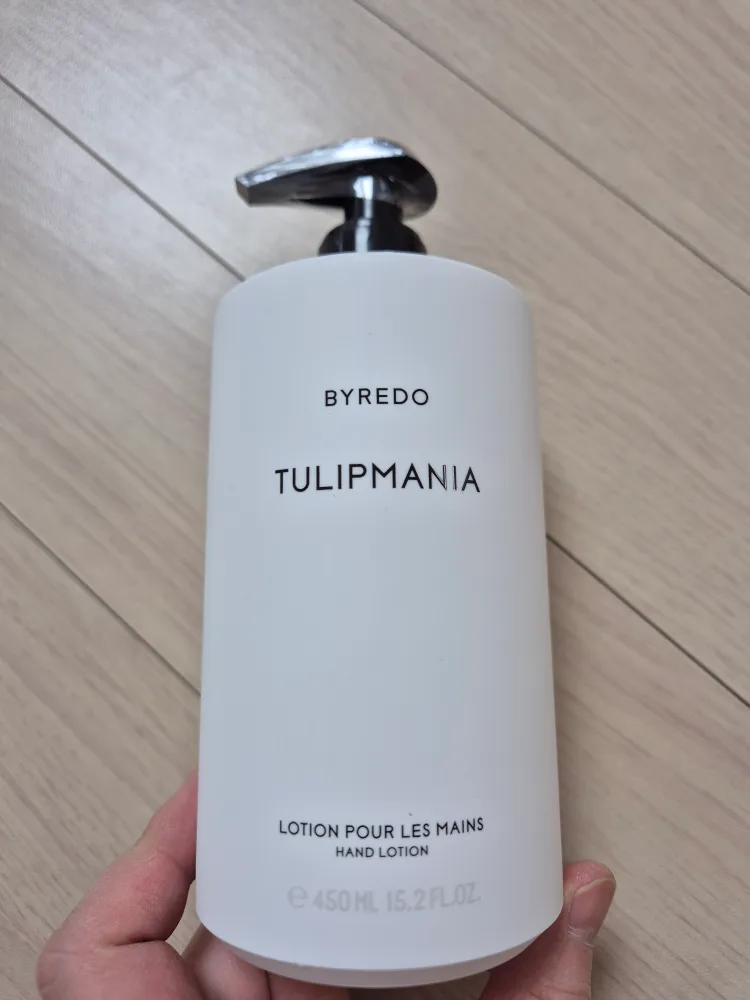 BYREDO
TULIPMANIA
LOTION POUR LES MAINS
HAND LOTION
℮ 450 ML 15.2 FL.OZ.